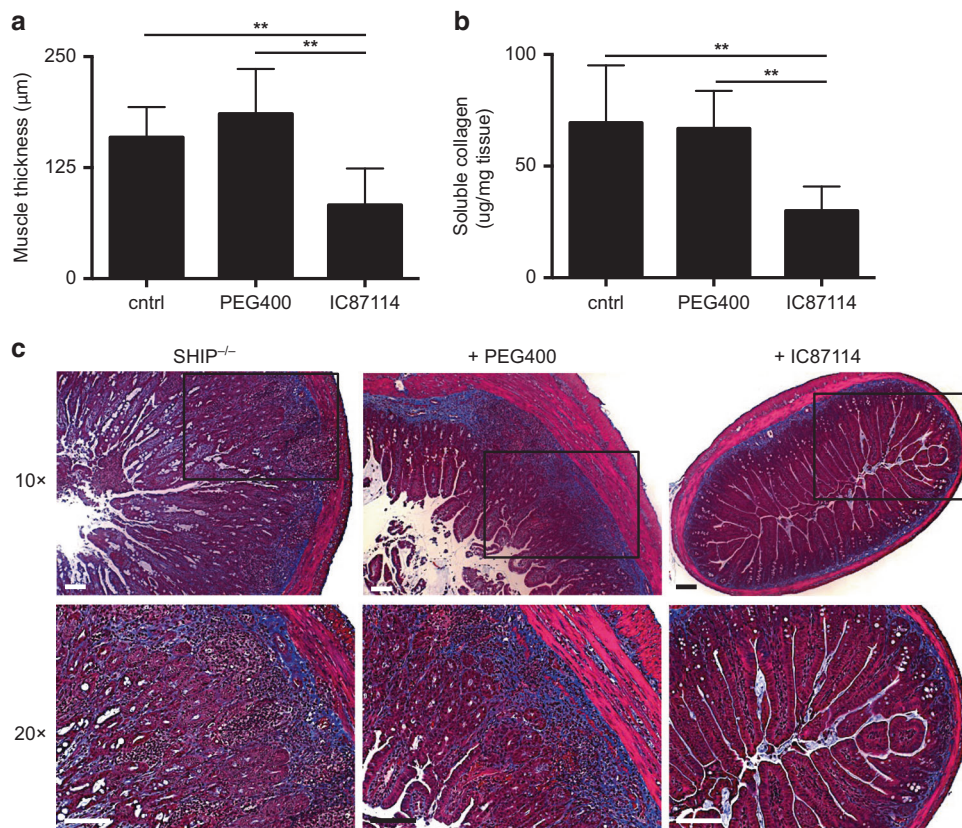 a
**
**
250
125
0
Muscle thickness (μm)
cntrl PEG400 IC87114
b
**
**
100
50
0
Soluble collagen
(ug/mg tissue)
cntrl PEG400 IC87114
c
SHIP–/– + PEG400 + IC87114
10×
20×